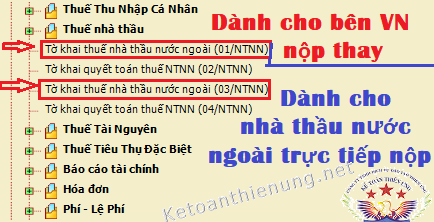 Thuế Thu Nhập Cá Nhân
Thuế nhà thầu
Tờ khai thuế nhà thầu nước ngoài (01/NTNN)
Tờ khai quyết toán thuế NTNN (02/NTNN)
Tờ khai thuế nhà thầu nước ngoài (03/NTNN)
Tờ khai quyết toán thuế NTNN (04/NTNN)
Thuế Tài Nguyên
Thuế Tiêu Thụ Đặc Biệt
Báo cáo tài chính
Hóa đơn
Phí - Lệ Phí
Dành cho bên VN
nộp thay
Dành cho
nhà thầu nước
ngoài trực tiếp nộp
Ketoanthienung.net
KẾ TOÁN THIÊN ƯNG